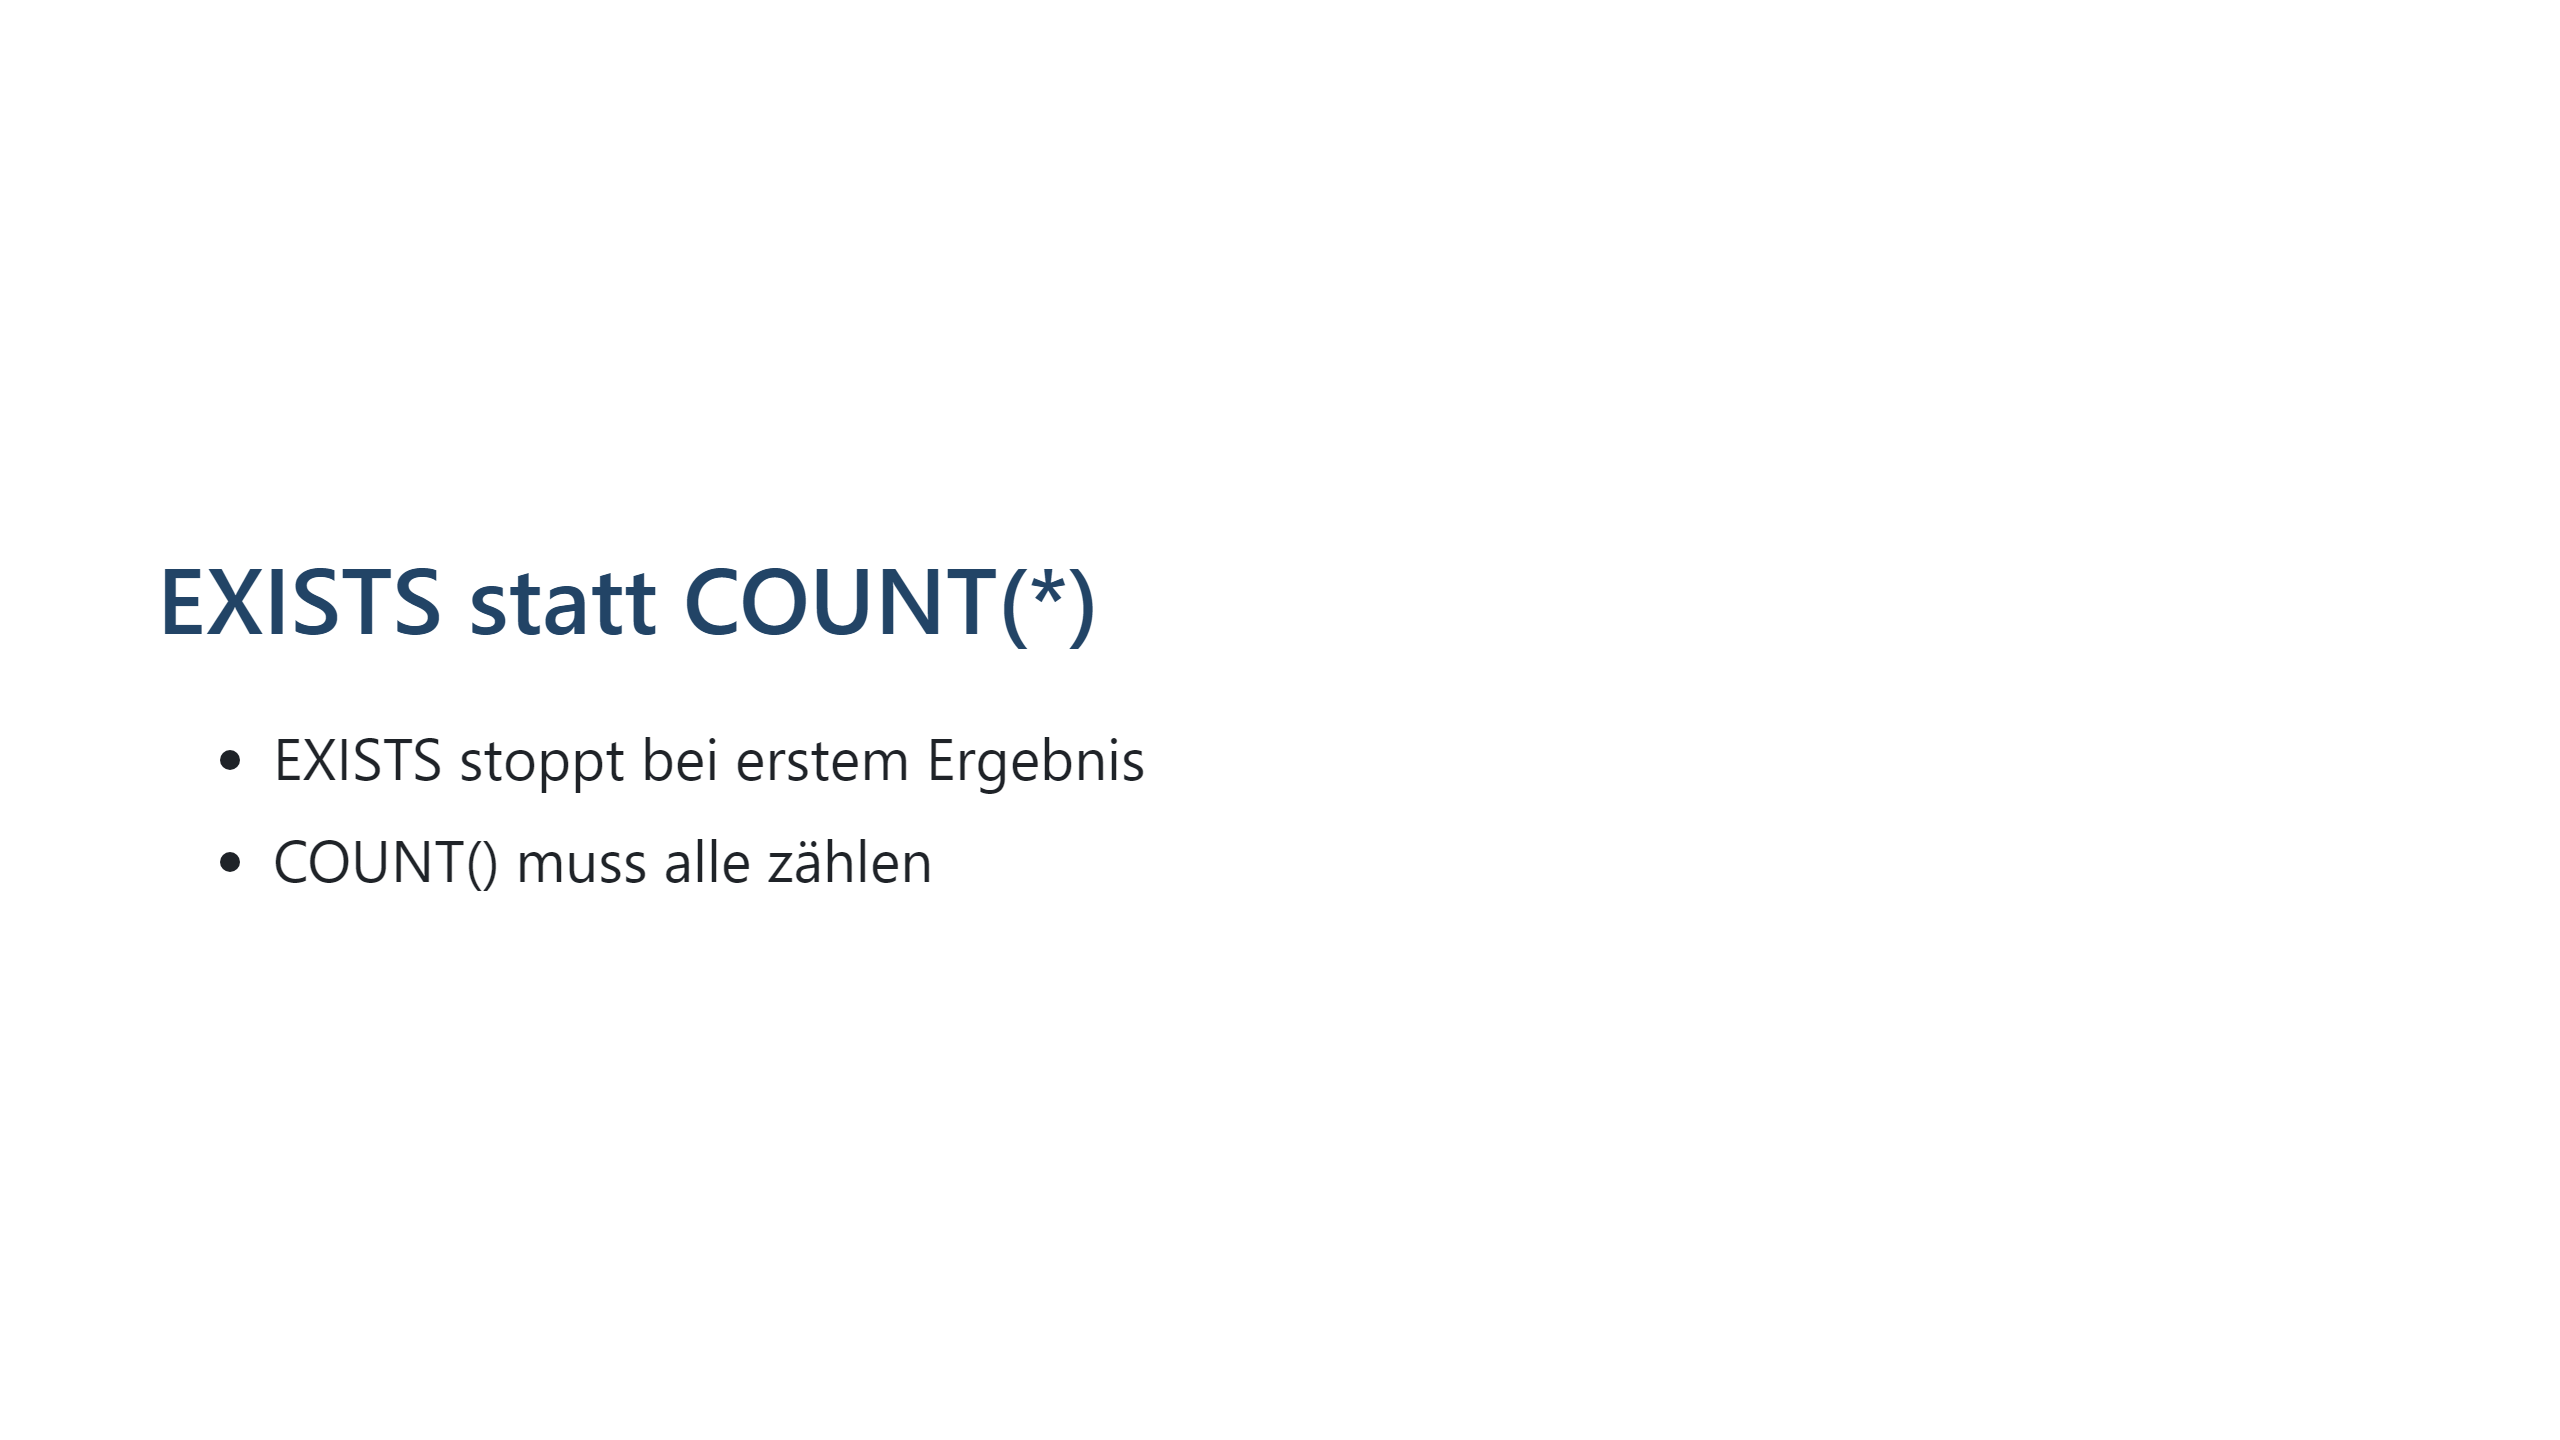 EXISTS statt COUNT(*)
• EXISTS stoppt bei erstem Ergebnis
• COUNT() muss alle zählen